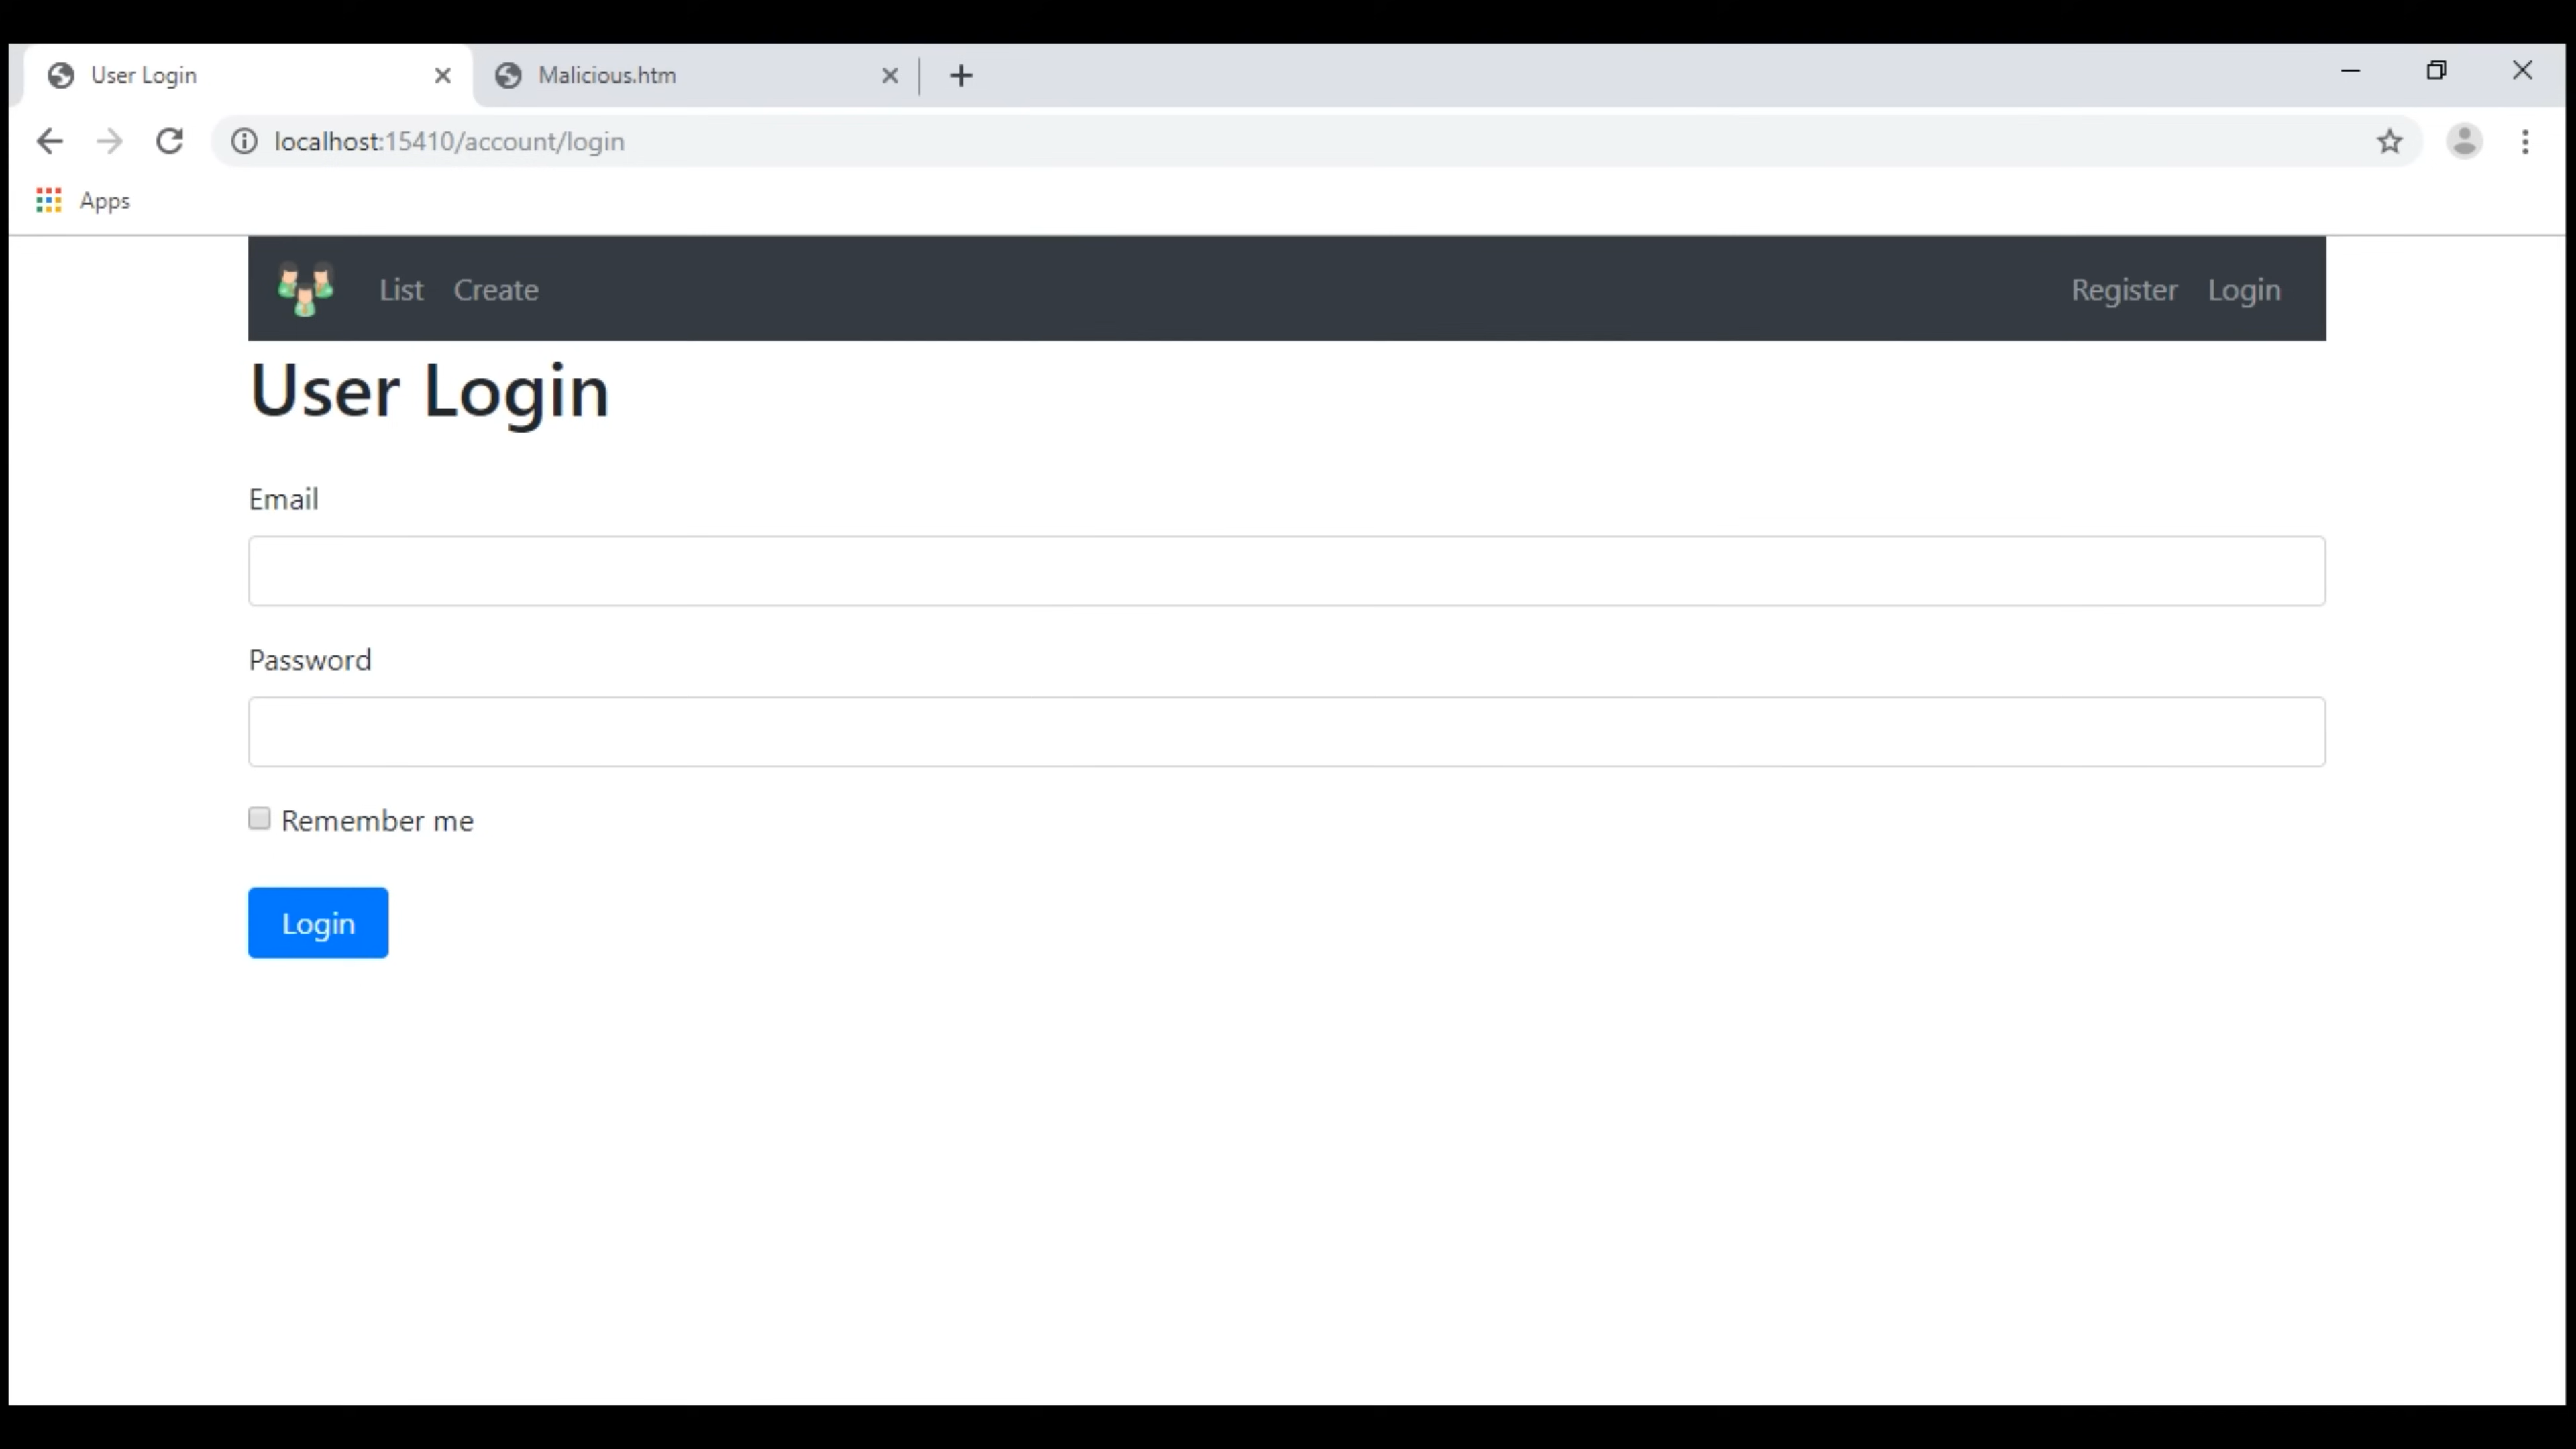 User Login
Malicious.htm
localhost:15410/account/login
Apps
List Create Register Login
User Login
Email
Password
Remember me
Login